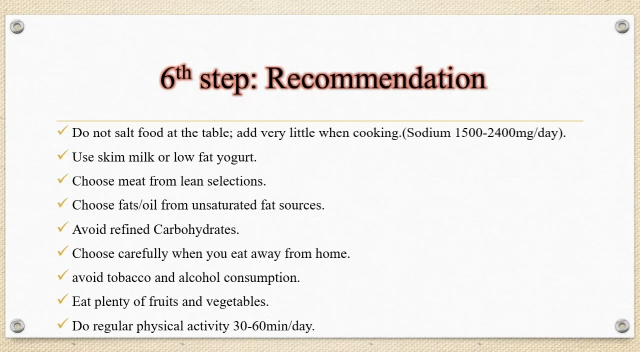 6th step: Recommendation
Do not salt food at the table; add very little when cooking.(Sodium 1500-2400mg/day).
Use skim milk or low fat yogurt.
Choose meat from lean selections.
Choose fats/oil from unsaturated fat sources.
Avoid refined Carbohydrates.
Choose carefully when you eat away from home.
avoid tobacco and alcohol consumption.
Eat plenty of fruits and vegetables.
Do regular physical activity 30-60min/day.